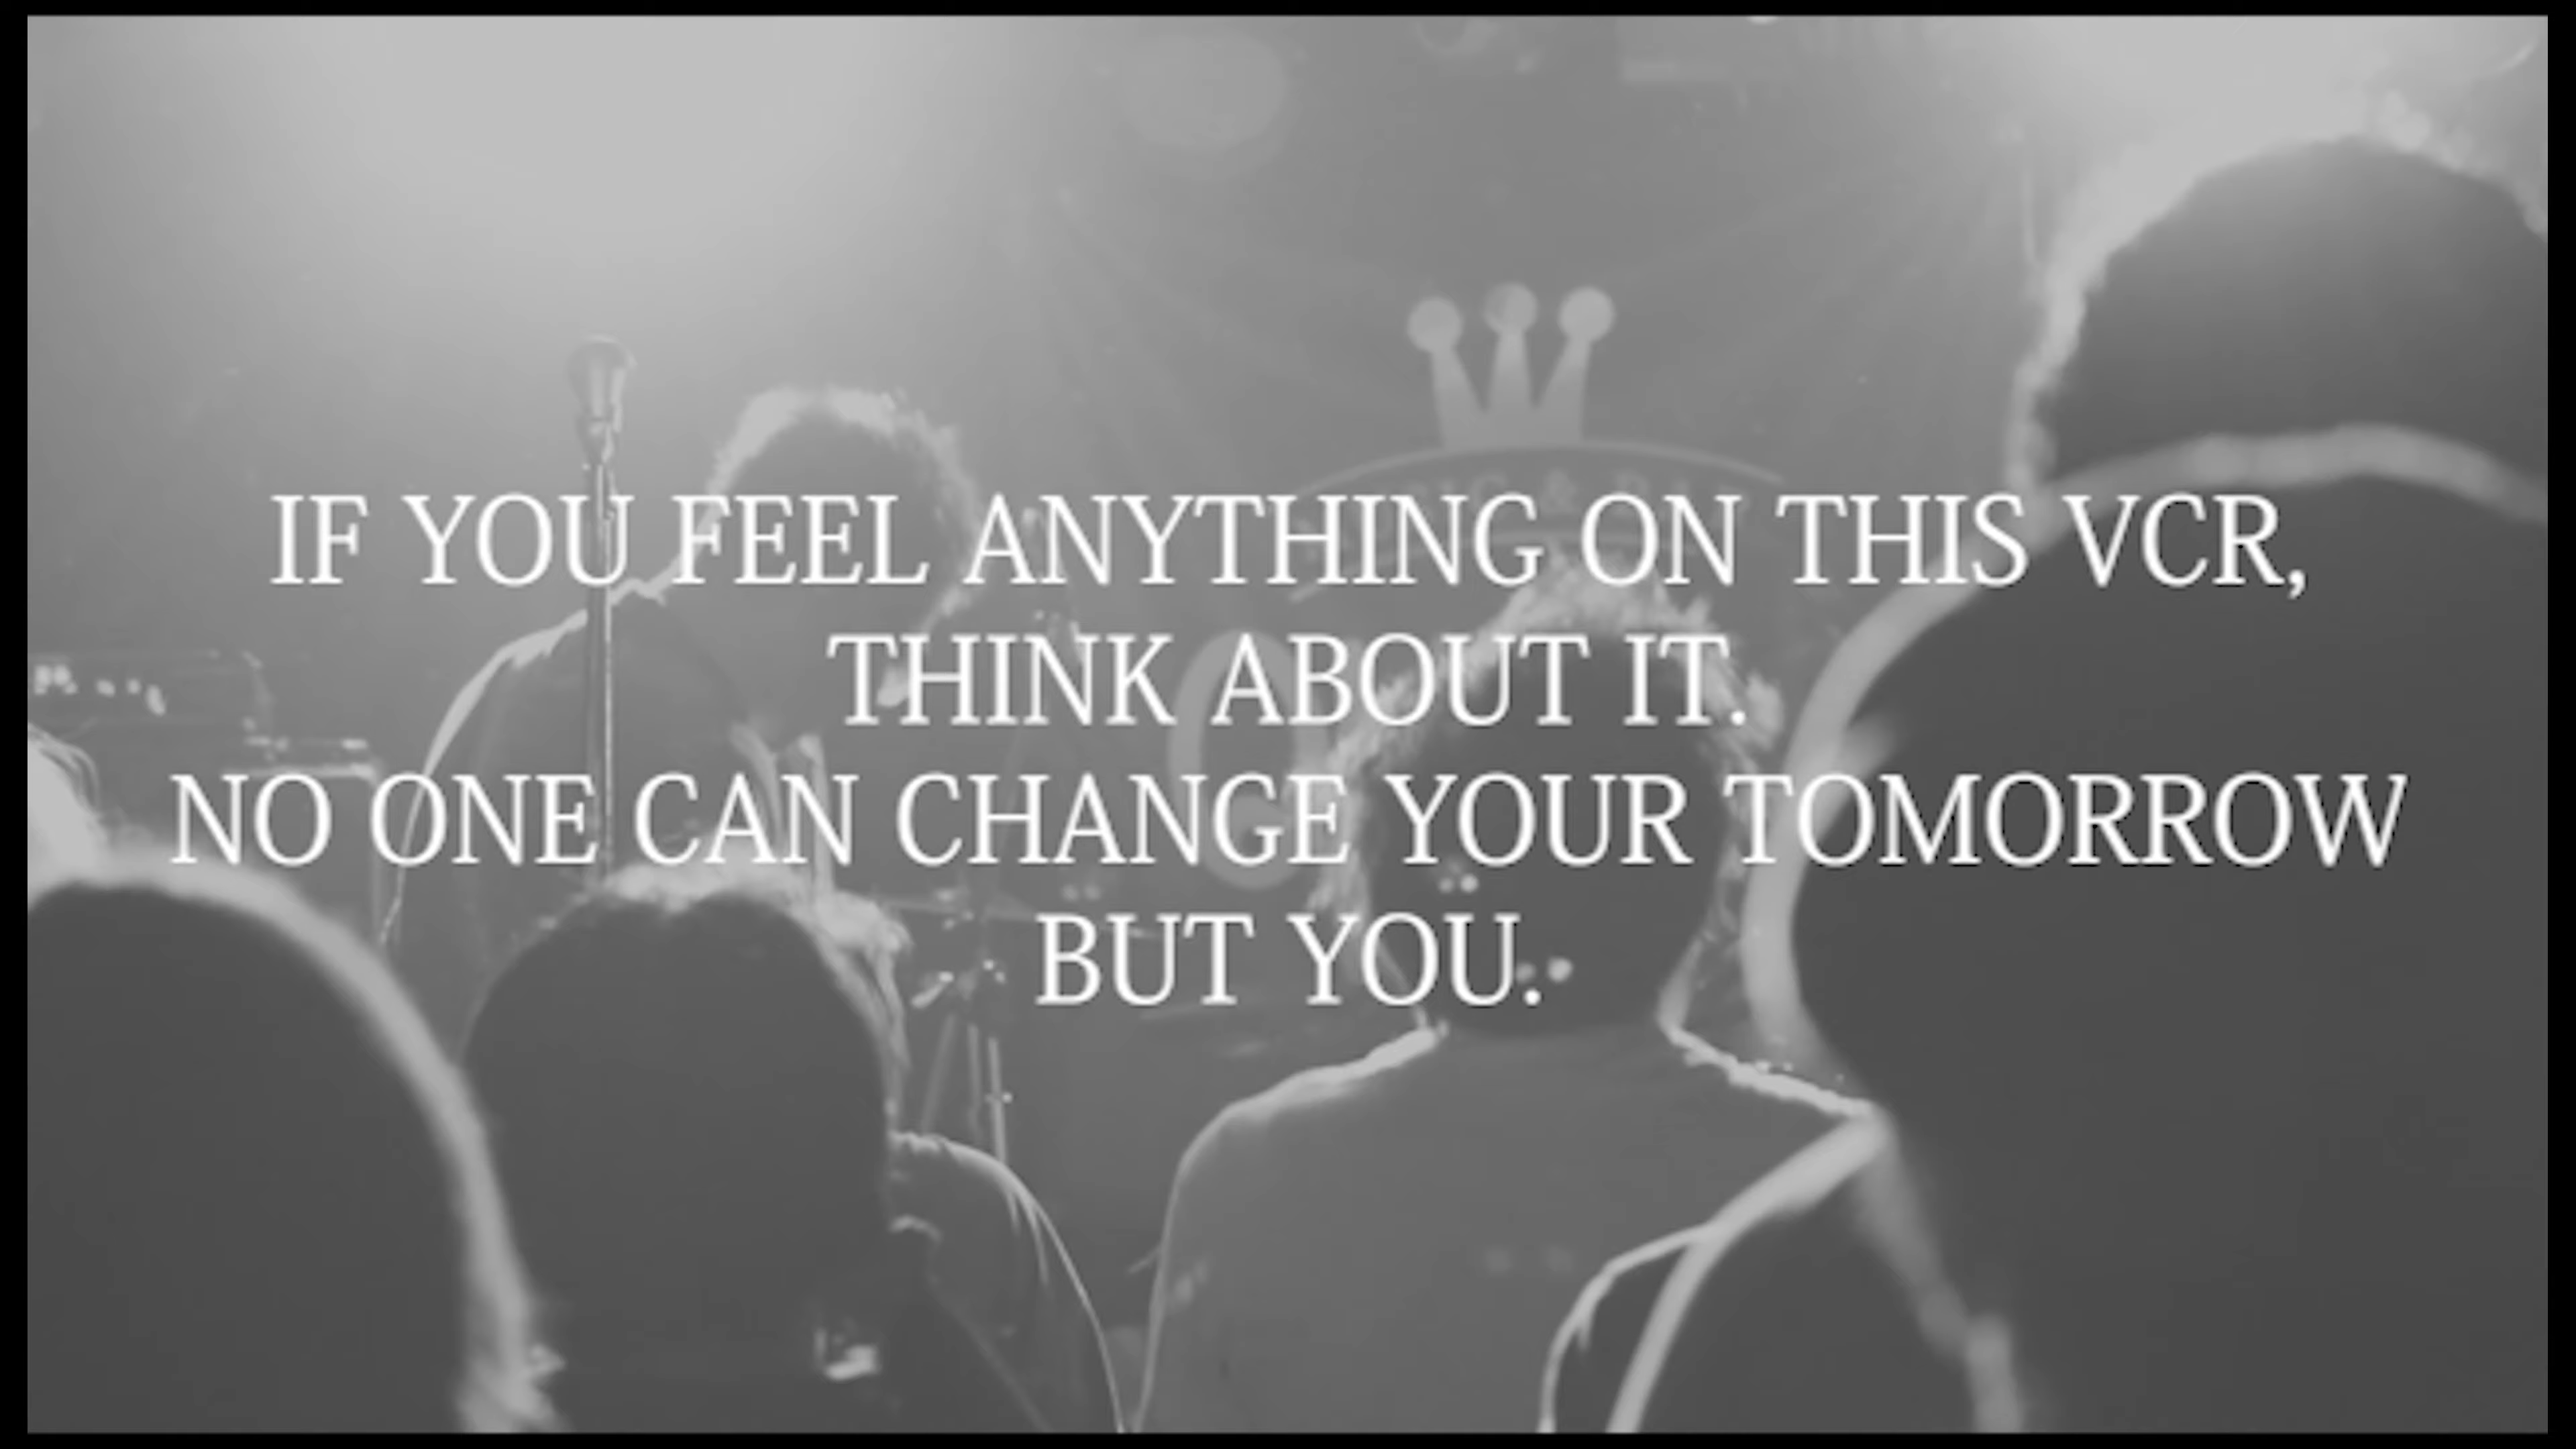 IF YOU FEEL ANYTHING ON THIS VCR,
THINK ABOUT IT.
NO ONE CAN CHANGE YOUR TOMORROW
BUT YOU.